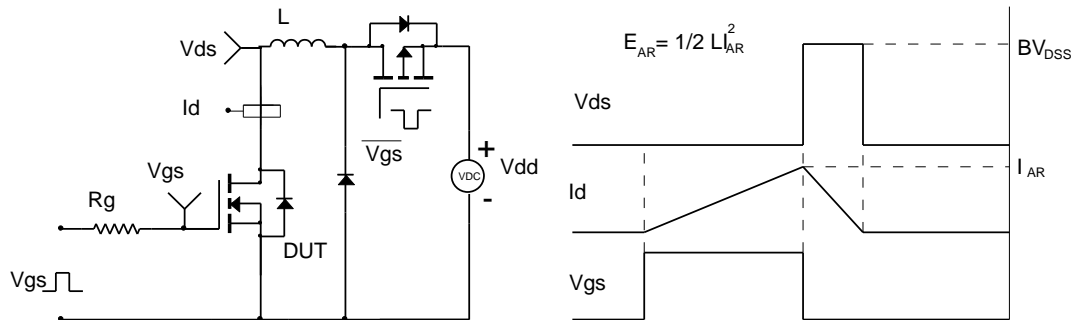 L
Vds
Id
Vgs
Rg
DUT
Vgs
Vgs
VDC
+
-
Vdd
E_AR = 1/2 LI_AR^2
BV_DSS
Vds
I_AR
Id
Vgs